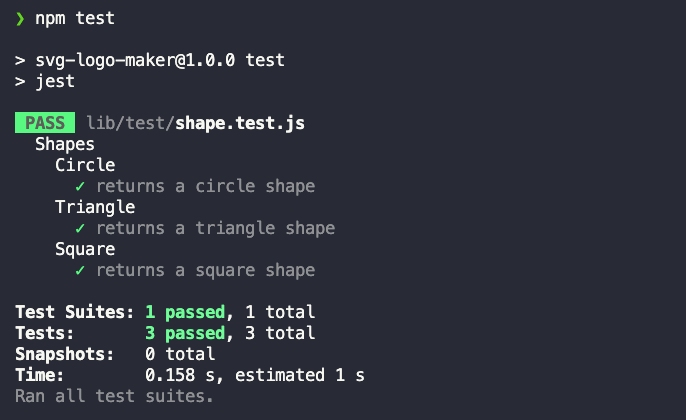 ❯ npm test
> svg-logo-maker@1.0.0 test
> jest
PASS lib/test/shape.test.js
Shapes
Circle
✓ returns a circle shape
Triangle
✓ returns a triangle shape
Square
✓ returns a square shape
Test Suites: 1 passed, 1 total
Tests: 3 passed, 3 total
Snapshots: 0 total
Time: 0.158 s, estimated 1 s
Ran all test suites.